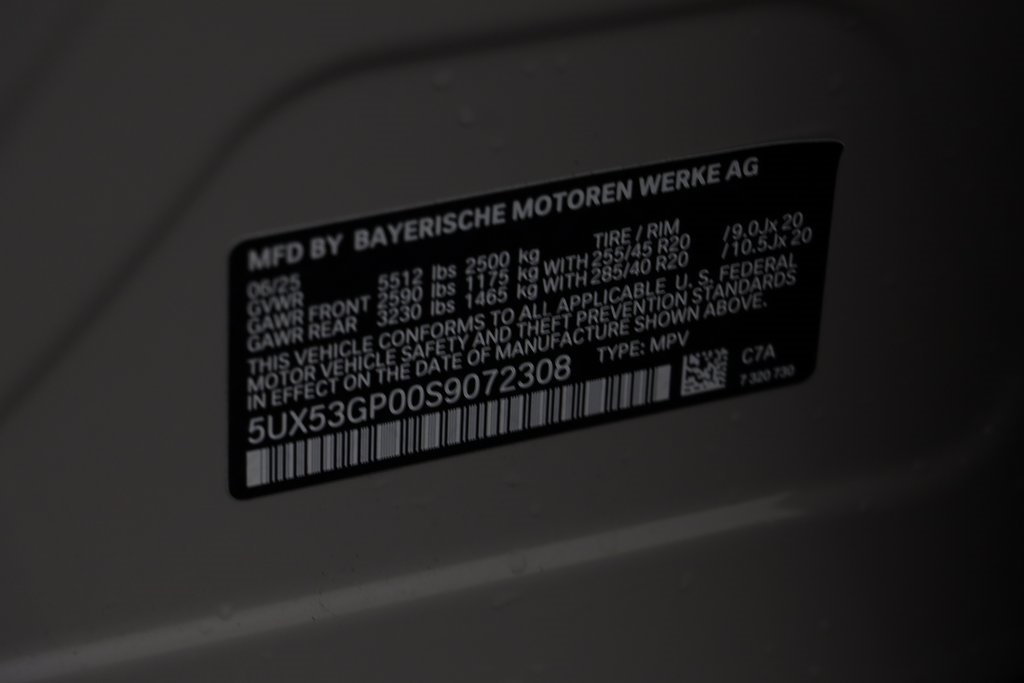 MFD BY BAYERISCHE MOTOREN WERKE AG
06/25 TIRE / RIM
GVWR 5512 lbs 2500 kg
GAWR FRONT 2590 lbs 1175 kg WITH 255/45 R20 /9.0Jx 20
GAWR REAR 3230 lbs 1465 kg WITH 285/40 R20 /10.5Jx 20
THIS VEHICLE CONFORMS TO ALL APPLICABLE U. S. FEDERAL
MOTOR VEHICLE SAFETY AND THEFT PREVENTION STANDARDS
IN EFFECT ON THE DATE OF MANUFACTURE SHOWN ABOVE.
5UX53GP00S9072308 TYPE: MPV
C7A
7 320 730